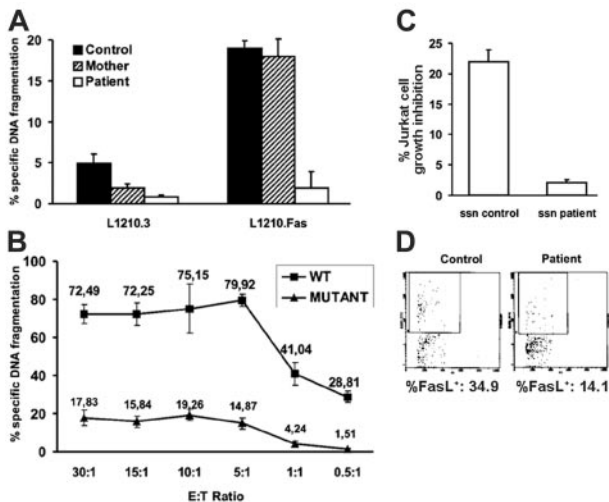 A
% specific DNA fragmentation
20
15
10
5
0
Control
Mother
Patient
L1210.3
L1210.Fas
B
% specific DNA fragmentation
100
80
60
40
20
0
WT
MUTANT
72,49
72,25
75,15
79,92
41,04
28,81
17,83
15,84
19,26
14,87
4,24
1,51
30:1
15:1
10:1
5:1
1:1
0.5:1
E:T Ratio
C
% Jurkat cell
growth inhibition
25
20
15
10
5
0
ssn control
ssn patient
D
Control
Patient
%FasL⁺: 34.9
%FasL⁺: 14.1